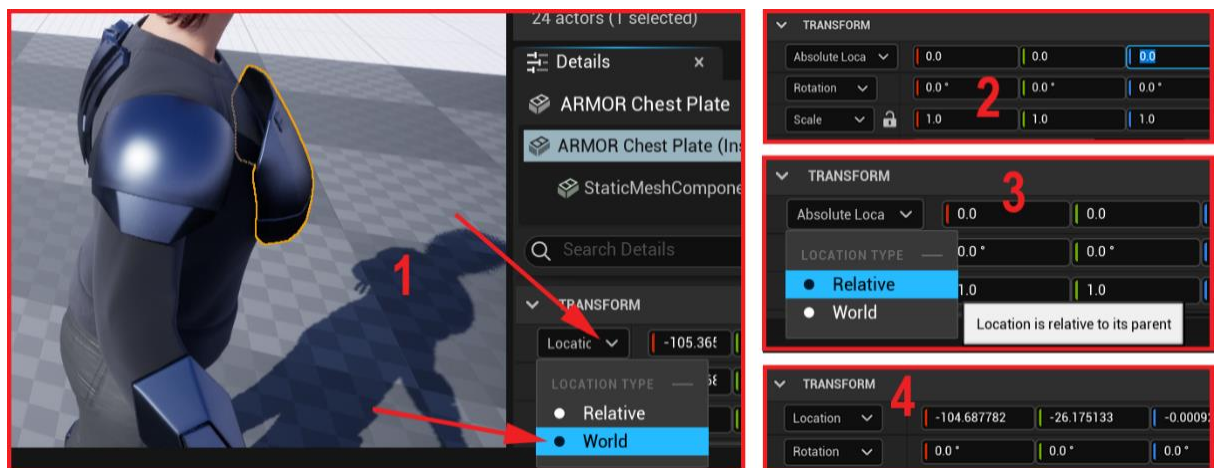 24 actors (1 selected)
Details ×
ARMOR Chest Plate
ARMOR Chest Plate (Ins
StaticMeshCompone
Search Details
TRANSFORM
Locatic -105.365
LOCATION TYPE
Relative
World
1
TRANSFORM
Absolute Loca 0.0 0.0 0.0
Rotation 0.0 ° 0.0 ° 0.0 °
Scale 1.0 1.0 1.0
2
TRANSFORM
3
Absolute Loca 0.0 0.0
LOCATION TYPE 0.0 ° 0.0 °
Relative 1.0 1.0
World
Location is relative to its parent
TRANSFORM
4
Location -104.687782 -26.175133 -0.00092
Rotation 0.0 ° 0.0 ° 0.0 °